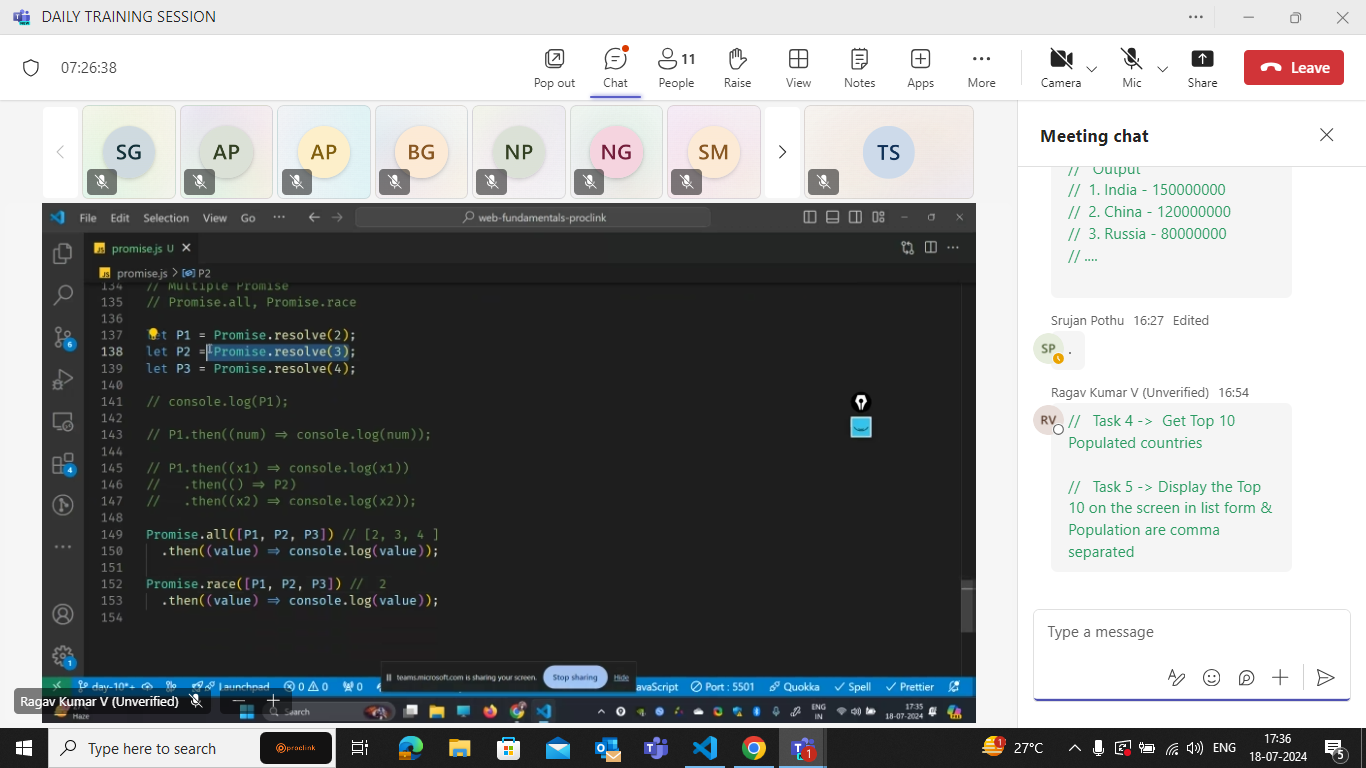 DAILY TRAINING SESSION
07:26:38
Pop out
Chat
11
People
Raise
View
Notes
Apps
More
Camera
Mic
Share
Leave
SG
AP
AP
BG
NP
NG
SM
TS
File Edit Selection View Go
web-fundamentals-proclink
JS promise.js U
JS promise.js > P2
134 // Multiple Promise
135 // Promise.all, Promise.race
136
137 let P1 = Promise.resolve(2);
138 let P2 = Promise.resolve(3);
139 let P3 = Promise.resolve(4);
140
141 // console.log(P1);
142
143 // P1.then((num) => console.log(num));
144
145 // P1.then((x1) => console.log(x1))
146 // .then(() => P2)
147 // .then((x2) => console.log(x2));
148
149 Promise.all([P1, P2, P3]) // [2, 3, 4 ]
150 .then((value) => console.log(value));
151
152 Promise.race([P1, P2, P3]) // 2
153 .then((value) => console.log(value));
154
6
4
1
teams.microsoft.com is sharing your screen.
Stop sharing
Hide
day-10*+
Launchpad
0 0
0
JavaScript
Port : 5501
Quokka
Spell
Prettier
Ragav Kumar V (Unverified)
Haze
Search
ENG
IN
17:35
18-07-2024
Meeting chat
// Output
// 1. India - 150000000
// 2. China - 120000000
// 3. Russia - 80000000
// ....
Srujan Pothu 16:27 Edited
SP
.
Ragav Kumar V (Unverified) 16:54
RV
// Task 4 -> Get Top 10
Populated countries
// Task 5 -> Display the Top
10 on the screen in list form &
Population are comma
separated
Type a message
Type here to search
proclink
1
1
27°C
ENG
17:36
18-07-2024
5